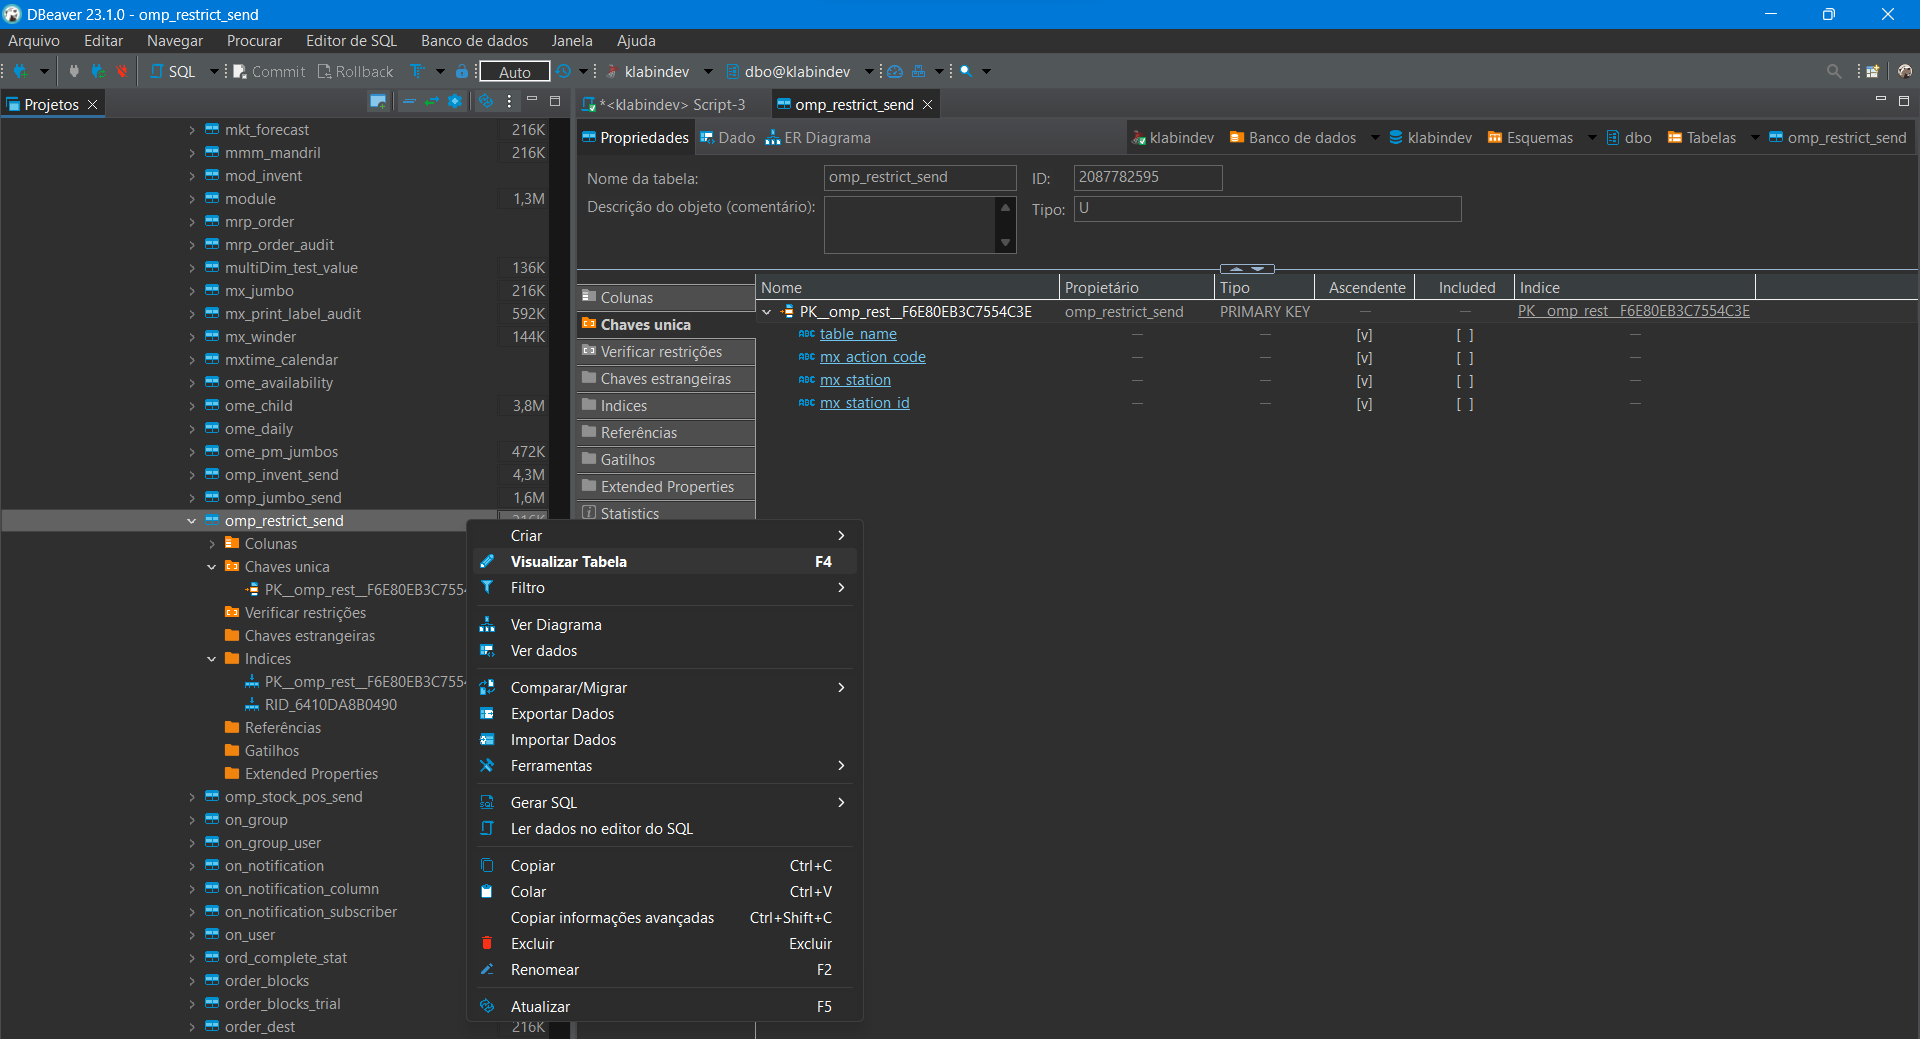 DBeaver 23.1.0 - omp_restrict_send
Arquivo Editar Navegar Procurar Editor de SQL Banco de dados Janela Ajuda
SQL Commit Rollback Auto klabindev dbo@klabindev
Projetos
mkt_forecast 216K
mmm_mandril 216K
mod_invent
module 1,3M
mrp_order
mrp_order_audit
multiDim_test_value 136K
mx_jumbo 216K
mx_print_label_audit 592K
mx_winder 144K
mxtime_calendar
ome_availability
ome_child 3,8M
ome_daily
ome_pm_jumbos 472K
omp_invent_send 4,3M
omp_jumbo_send 1,6M
omp_restrict_send 216K
Colunas
Chaves unica
PK__omp_rest__F6E80EB3C755
Verificar restrições
Chaves estrangeiras
Indices
PK__omp_rest__F6E80EB3C755
RID_6410DA8B0490
Referências
Gatilhos
Extended Properties
omp_stock_pos_send
on_group
on_group_user
on_notification
on_notification_column
on_notification_subscriber
on_user
ord_complete_stat
order_blocks
order_blocks_trial
order_dest 216K
*<klabindev> Script-3 omp_restrict_send
Propriedades Dado ER Diagrama klabindev Banco de dados klabindev Esquemas dbo Tabelas omp_restrict_send
Nome da tabela: omp_restrict_send ID: 2087782595
Descrição do objeto (comentário): Tipo: U
Colunas
Chaves unica
Verificar restrições
Chaves estrangeiras
Indices
Referências
Gatilhos
Extended Properties
Statistics
Nome Propietário Tipo Ascendente Included Indice
PK__omp_rest__F6E80EB3C7554C3E omp_restrict_send PRIMARY KEY — — PK__omp_rest__F6E80EB3C7554C3E
ABC table_name — — [v] [ ] —
ABC mx_action_code — — [v] [ ] —
ABC mx_station — — [v] [ ] —
ABC mx_station_id — — [v] [ ] —
Criar
Visualizar Tabela F4
Filtro
Ver Diagrama
Ver dados
Comparar/Migrar
Exportar Dados
Importar Dados
Ferramentas
Gerar SQL
Ler dados no editor do SQL
Copiar Ctrl+C
Colar Ctrl+V
Copiar informações avançadas Ctrl+Shift+C
Excluir Excluir
Renomear F2
Atualizar F5